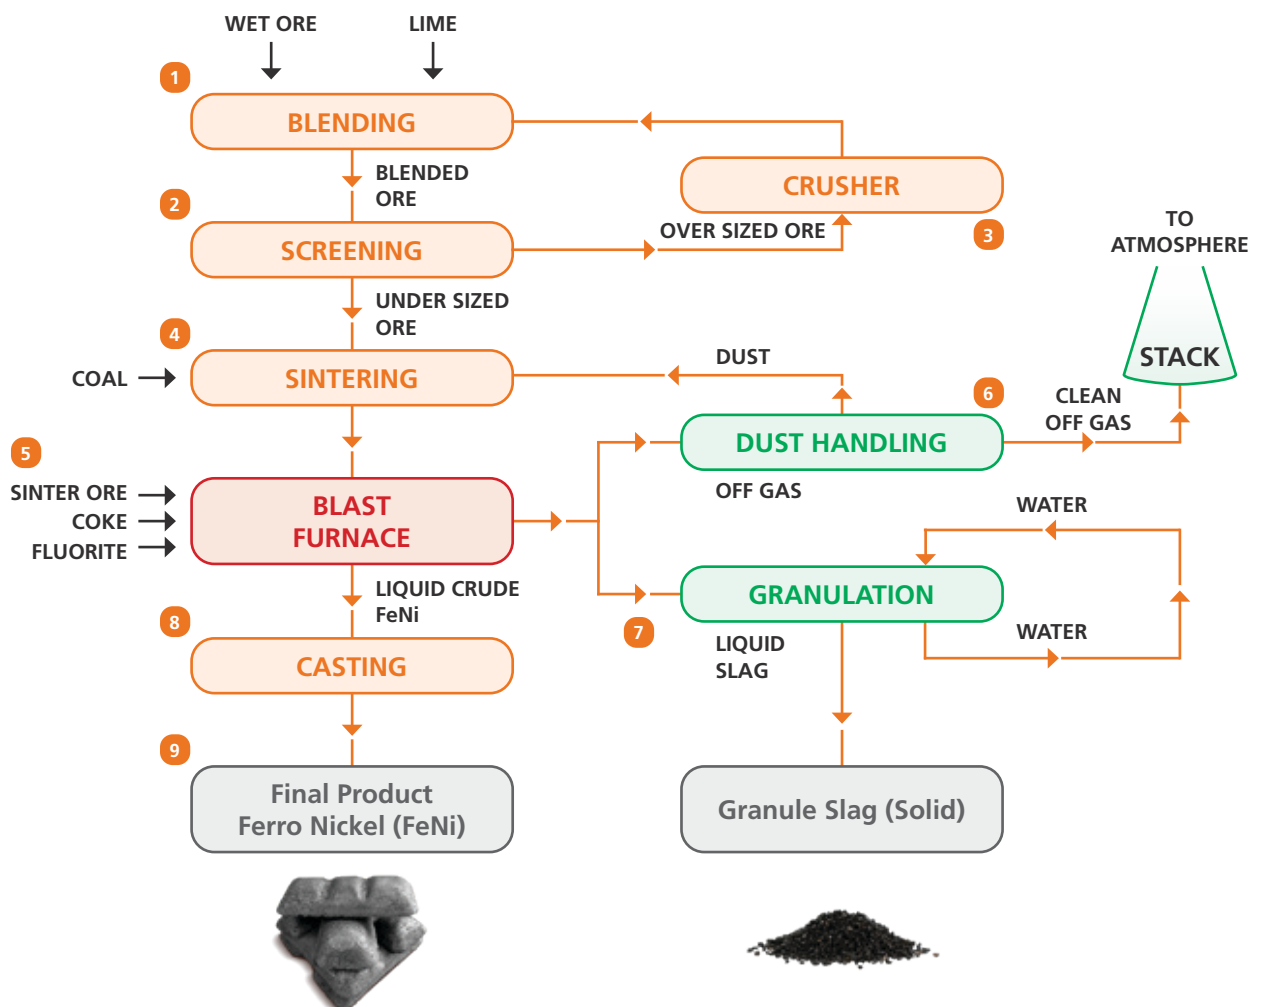 WET ORE
LIME
1
BLENDING
BLENDED
ORE
CRUSHER
2
SCREENING
OVER SIZED ORE
3
TO
ATMOSPHERE
UNDER SIZED
ORE
4
COAL
SINTERING
DUST
STACK
6
CLEAN
OFF GAS
DUST HANDLING
OFF GAS
5
SINTER ORE
COKE
FLUORITE
BLAST
FURNACE
WATER
LIQUID CRUDE
FeNi
GRANULATION
7
LIQUID
SLAG
WATER
8
CASTING
9
Final Product
Ferro Nickel (FeNi)
Granule Slag (Solid)